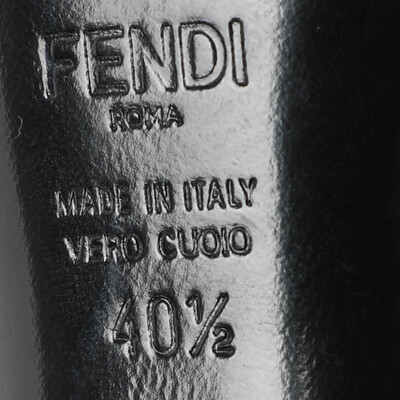 FENDI
ROMA
MADE IN ITALY
VERO CUOIO
40½